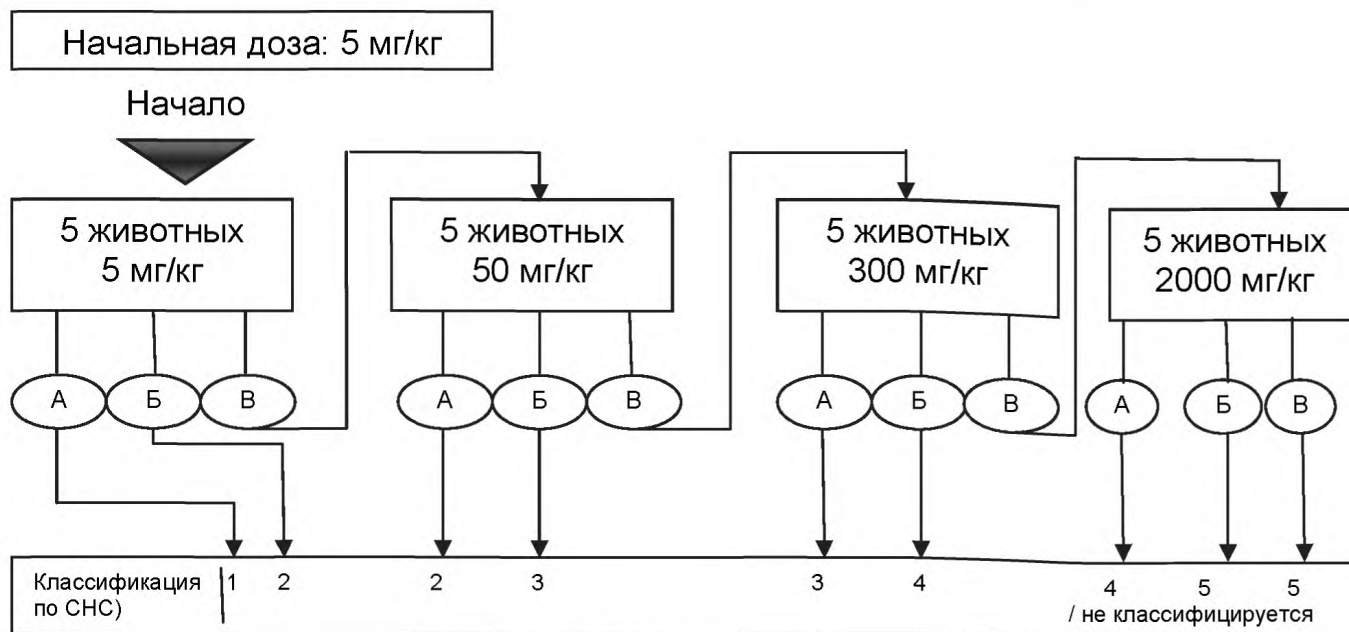 Начальная доза: 5 мг/кг
Начало
5 животных
5 мг/кг
5 животных
50 мг/кг
5 животных
300 мг/кг
5 животных
2000 мг/кг
А
Б
В
А
Б
В
А
Б
В
А
Б
В
Классификация
по СНС)
1 2 2 3 3 4 4 5 5
/ не классифицируется